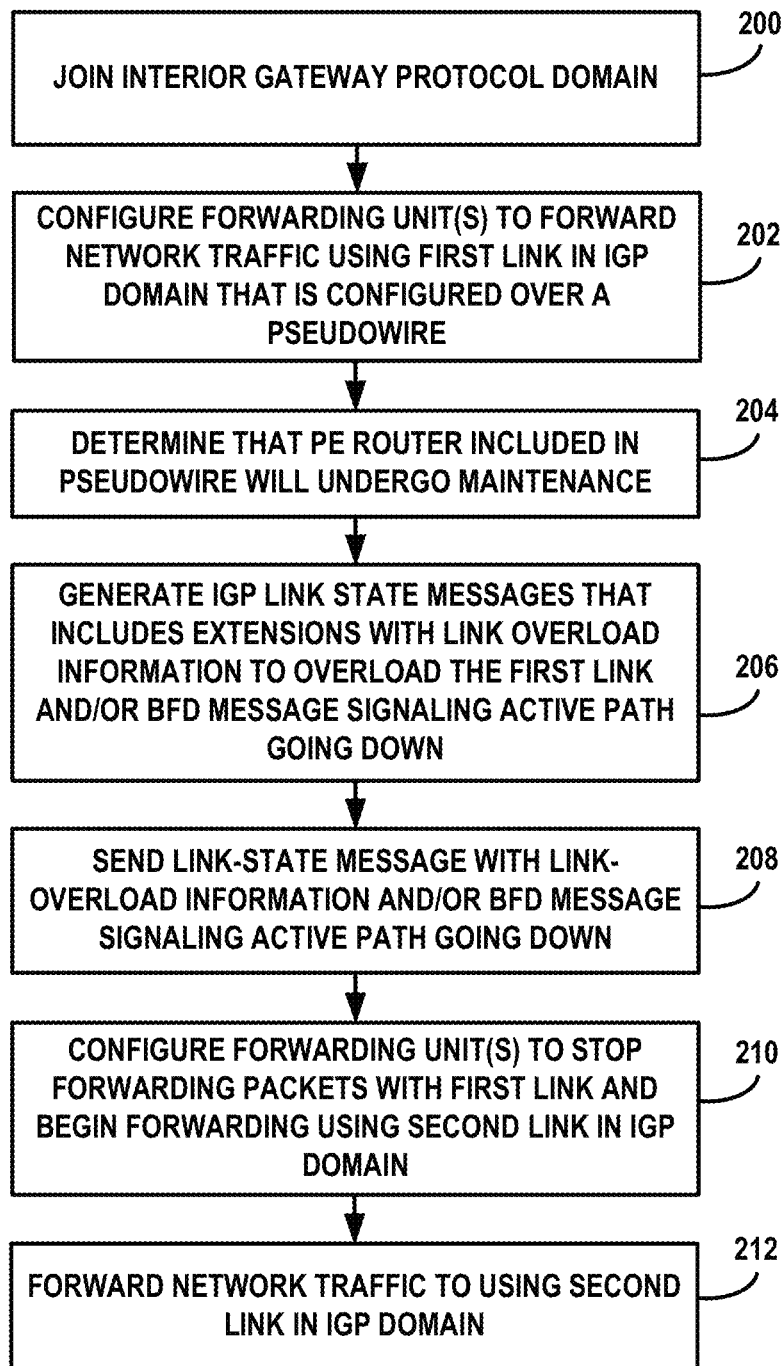 200
JOIN INTERIOR GATEWAY PROTOCOL DOMAIN
CONFIGURE FORWARDING UNIT(S) TO FORWARD
NETWORK TRAFFIC USING FIRST LINK IN IGP
DOMAIN THAT IS CONFIGURED OVER A
PSEUDOWIRE
202
DETERMINE THAT PE ROUTER INCLUDED IN
PSEUDOWIRE WILL UNDERGO MAINTENANCE
204
GENERATE IGP LINK STATE MESSAGES THAT
INCLUDES EXTENSIONS WITH LINK OVERLOAD
INFORMATION TO OVERLOAD THE FIRST LINK
AND/OR BFD MESSAGE SIGNALING ACTIVE PATH
GOING DOWN
206
SEND LINK-STATE MESSAGE WITH LINK-
OVERLOAD INFORMATION AND/OR BFD MESSAGE
SIGNALING ACTIVE PATH GOING DOWN
208
CONFIGURE FORWARDING UNIT(S) TO STOP
FORWARDING PACKETS WITH FIRST LINK AND
BEGIN FORWARDING USING SECOND LINK IN IGP
DOMAIN
210
FORWARD NETWORK TRAFFIC TO USING SECOND
LINK IN IGP DOMAIN
212